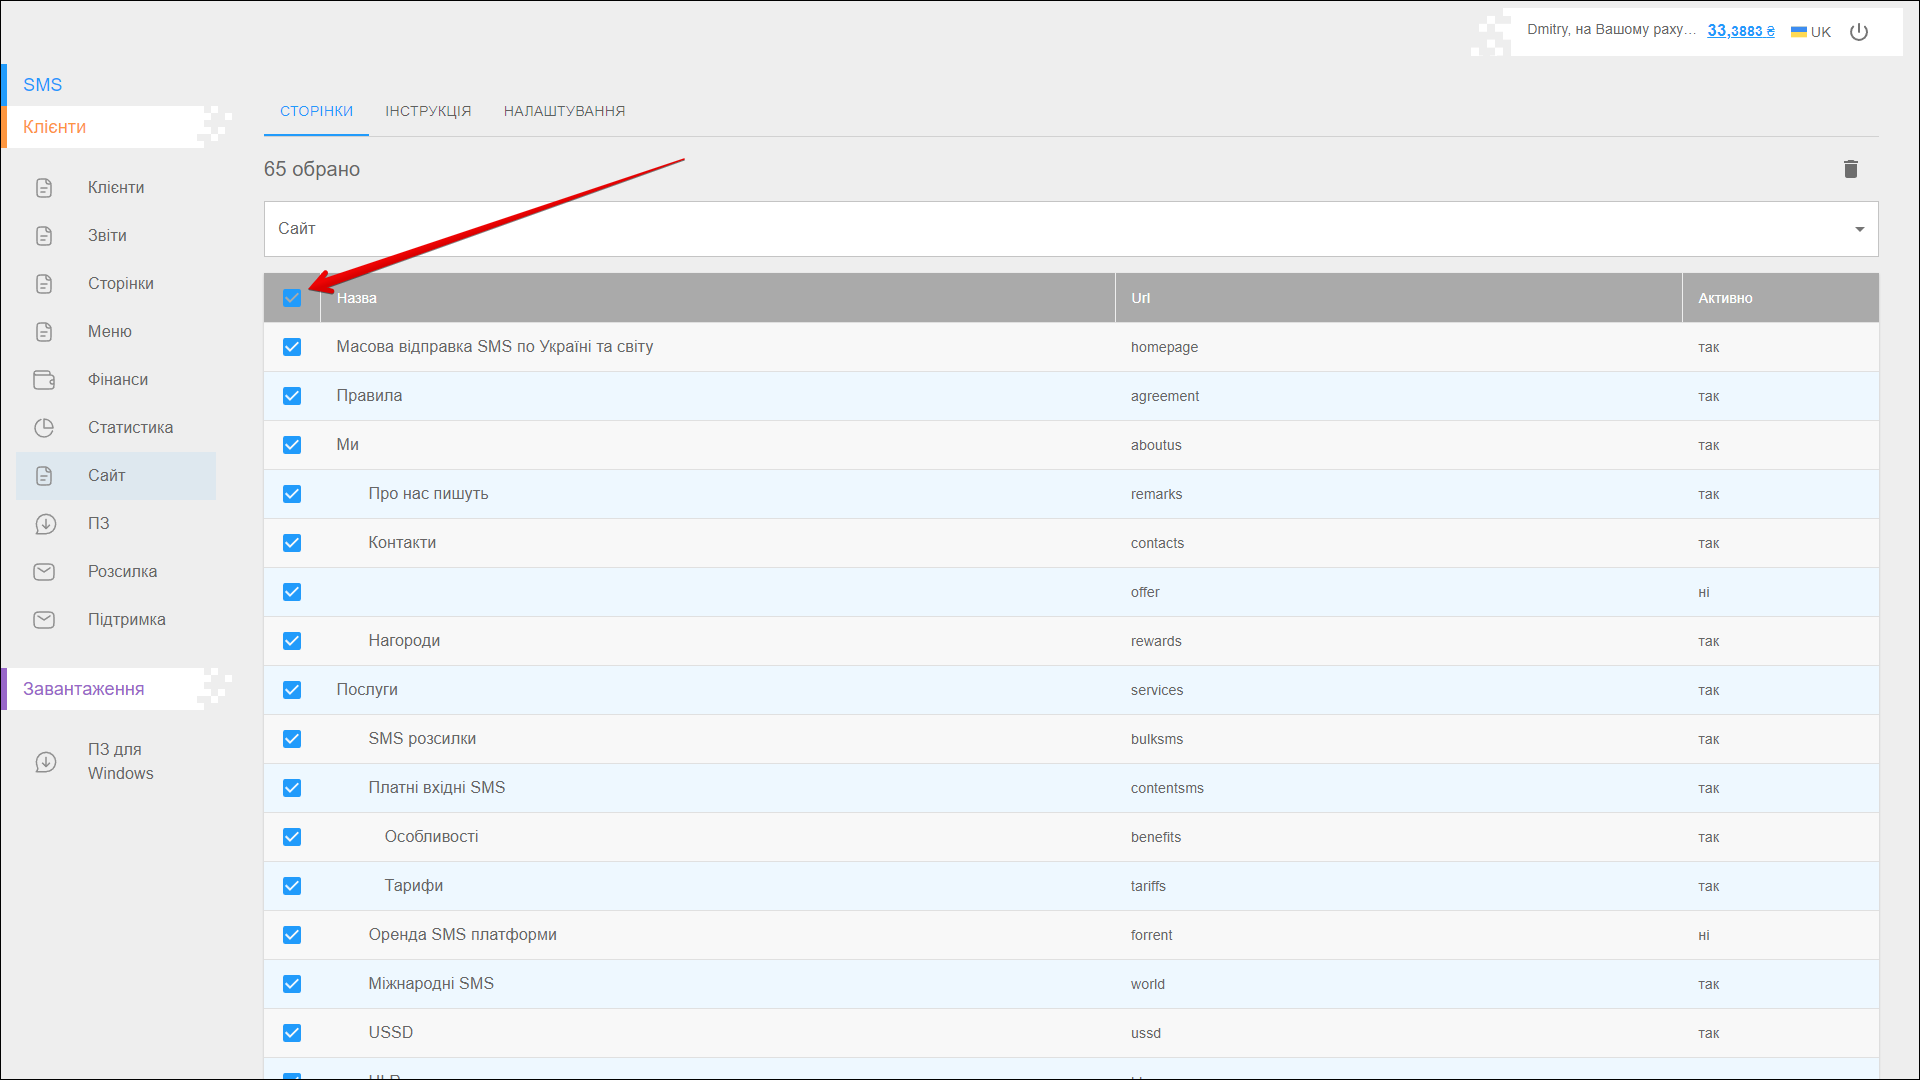 Dmitry, на Вашому раху... 33,3883 ₴ UK
SMS
Клієнти
Клієнти
Звіти
Сторінки
Меню
Фінанси
Статистика
Сайт
ПЗ
Розсилка
Підтримка
Завантаження
ПЗ для
Windows
СТОРІНКИ ІНСТРУКЦІЯ НАЛАШТУВАННЯ
65 обрано
Сайт
Назва Url Активно
Масова відправка SMS по Україні та світу homepage так
Правила agreement так
Ми aboutus так
Про нас пишуть remarks так
Контакти contacts так
offer ні
Нагороди rewards так
Послуги services так
SMS розсилки bulksms так
Платні вхідні SMS contentsms так
Особливості benefits так
Тарифи tariffs так
Оренда SMS платформи forrent ні
Міжнародні SMS world так
USSD ussd так